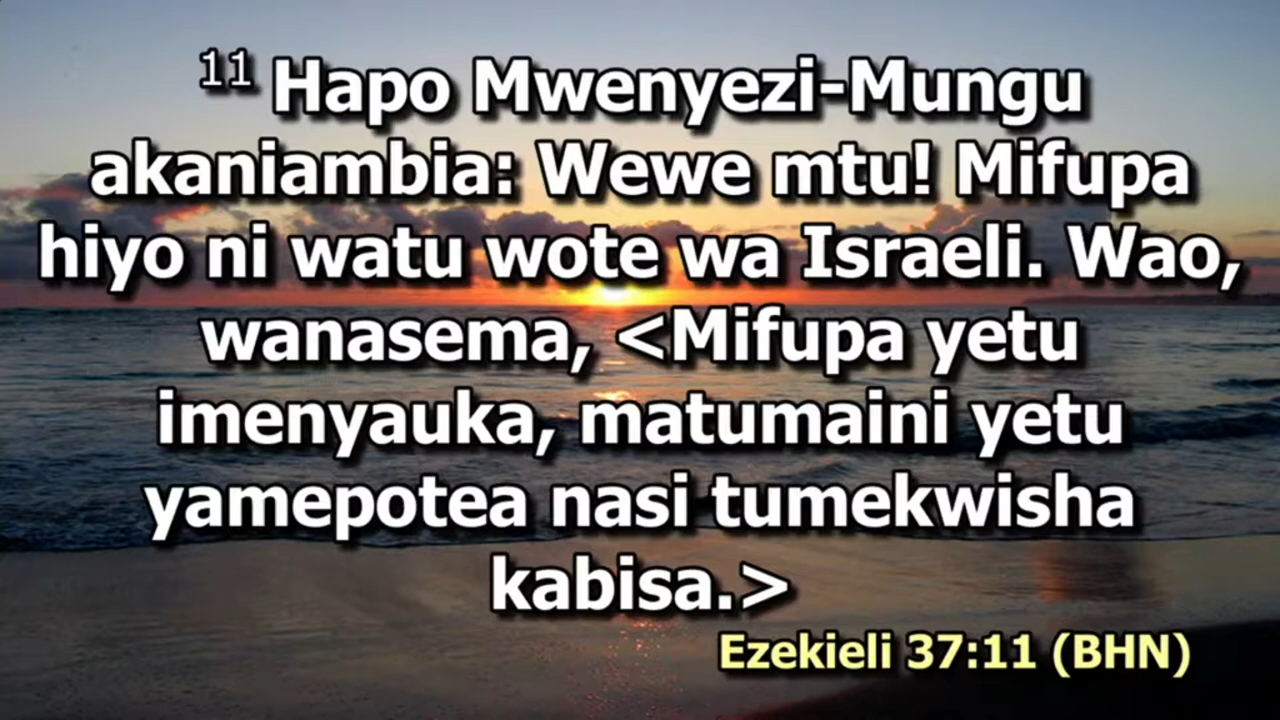 11 Hapo Mwenyezi-Mungu
akaniambia: Wewe mtu! Mifupa
hiyo ni watu wote wa Israeli. Wao,
wanasema, <Mifupa yetu
imenyauka, matumaini yetu
yamepotea nasi tumekwisha
kabisa.>
Ezekieli 37:11 (BHN)